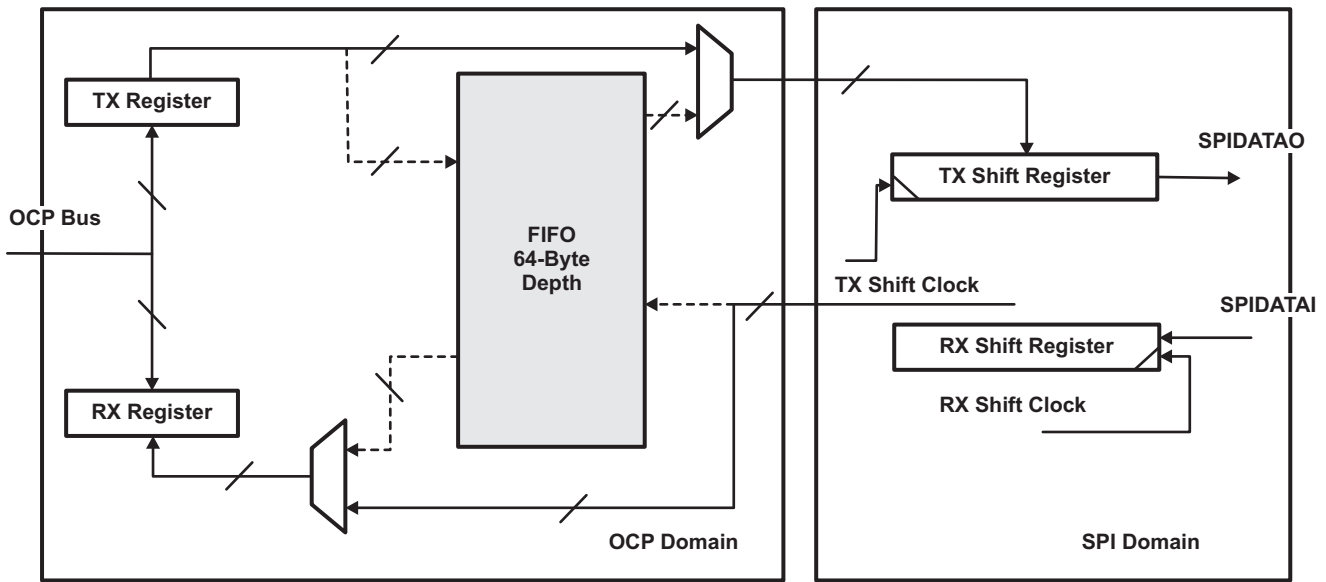 TX Register
SPIDATAO
TX Shift Register
OCP Bus
FIFO
64-Byte
Depth
TX Shift Clock
SPIDATAI
RX Shift Register
RX Register
RX Shift Clock
OCP Domain
SPI Domain